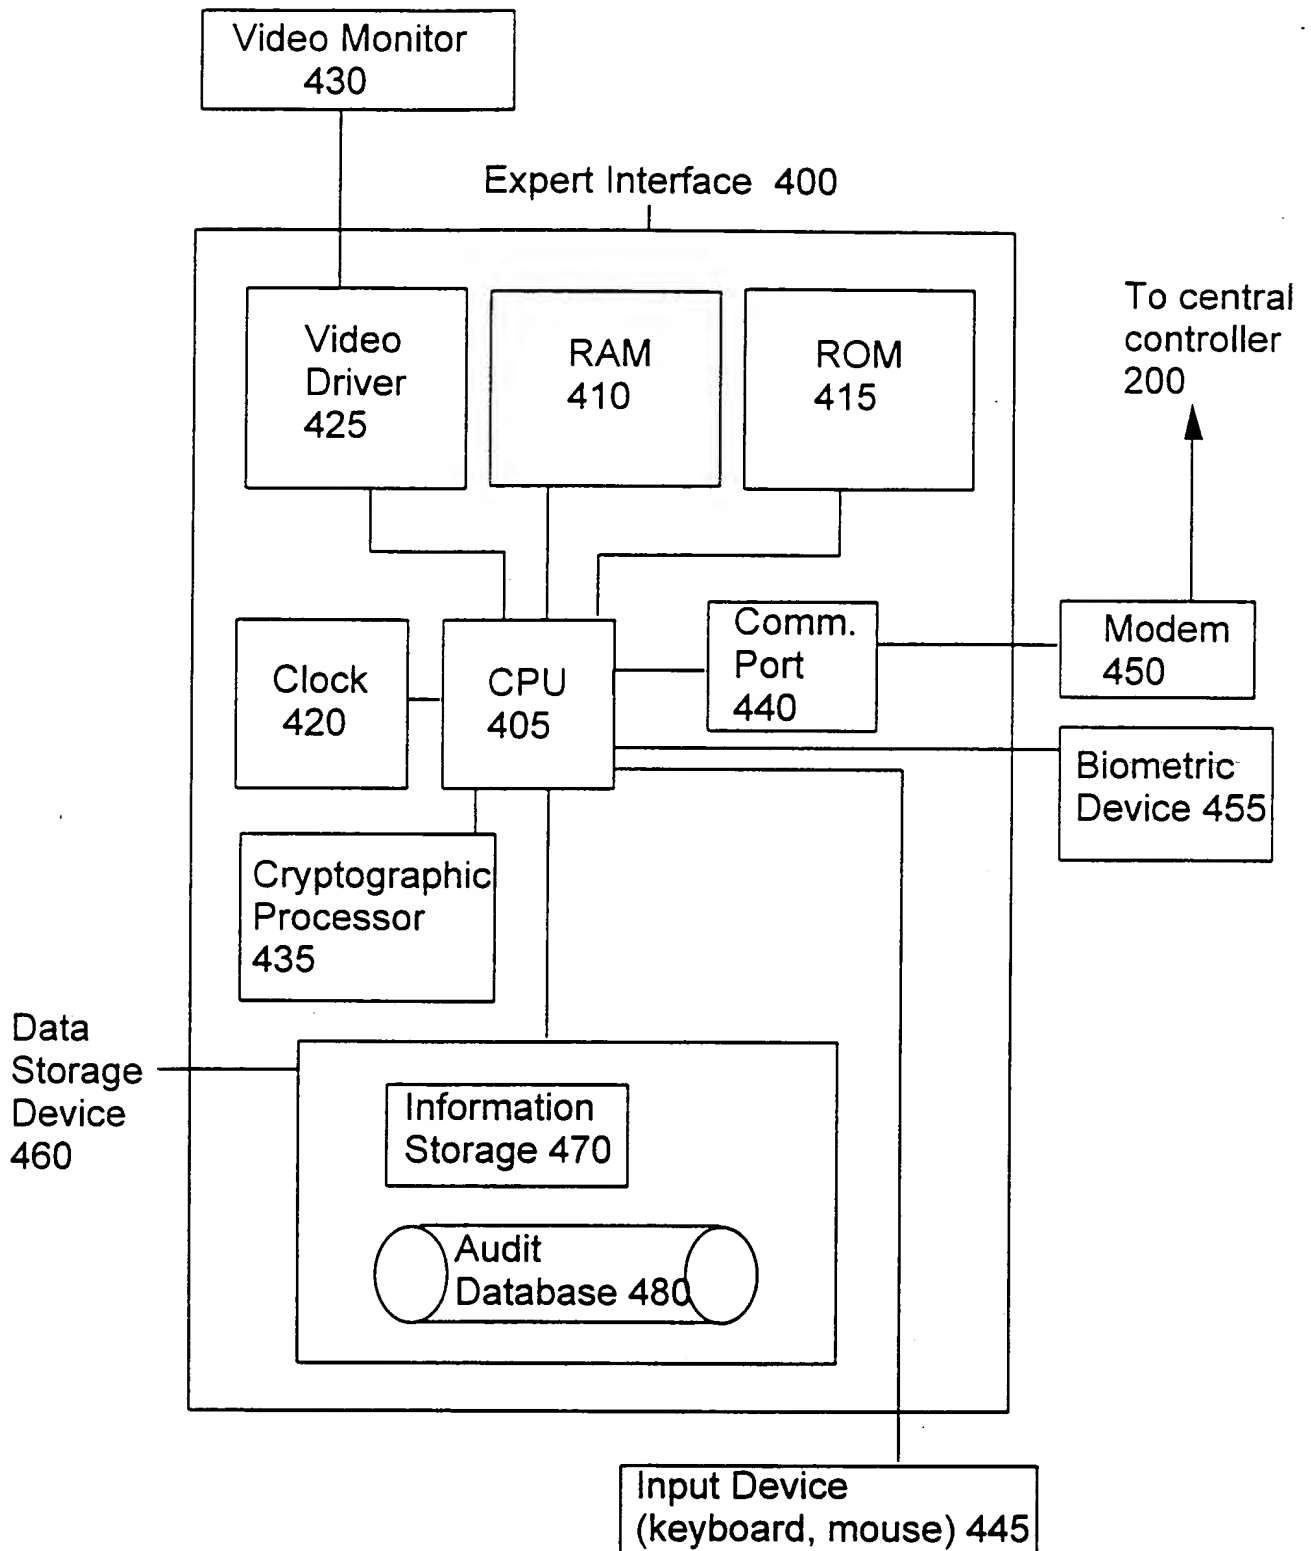 Video Monitor
430
Expert Interface 400
To central
controller
200
Video
Driver
425
RAM
410
ROM
415
Clock
420
CPU
405
Comm.
Port
440
Modem
450
Biometric
Device 455
Cryptographic
Processor
435
Data
Storage
Device
460
Information
Storage 470
Audit
Database 480
Input Device
(keyboard, mouse) 445